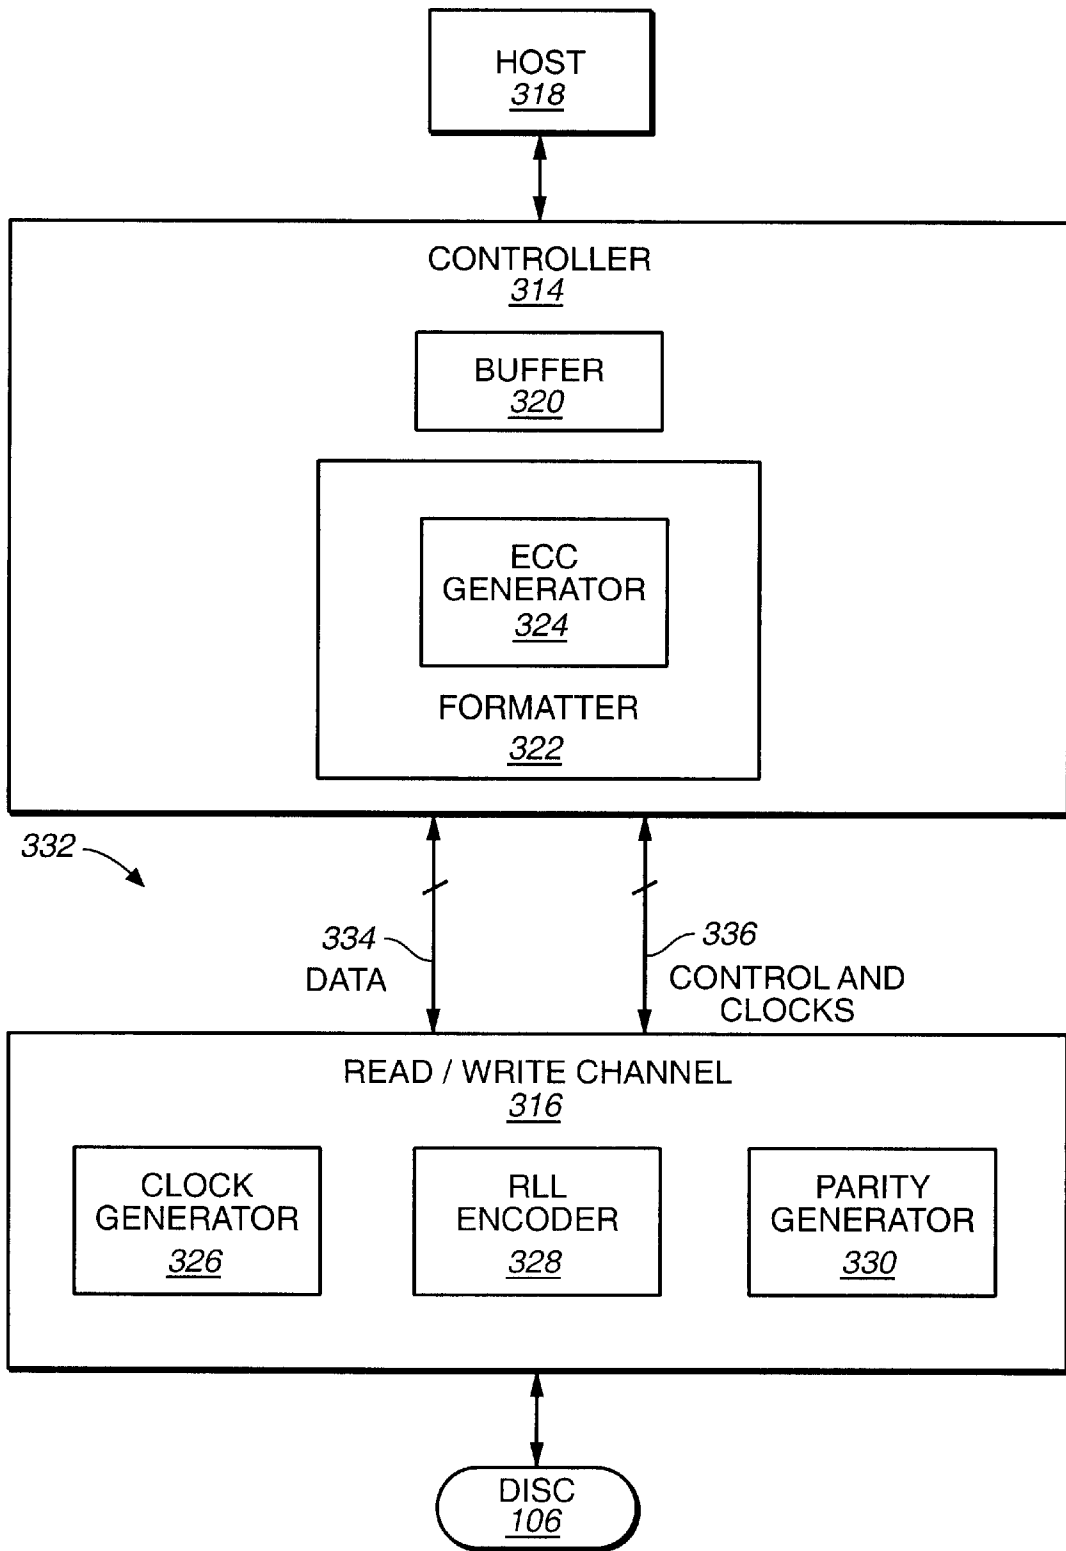 HOST
318
CONTROLLER
314
BUFFER
320
ECC
GENERATOR
324
FORMATTER
322
332
334
DATA
336
CONTROL AND
CLOCKS
READ / WRITE CHANNEL
316
CLOCK
GENERATOR
326
RLL
ENCODER
328
PARITY
GENERATOR
330
DISC
106